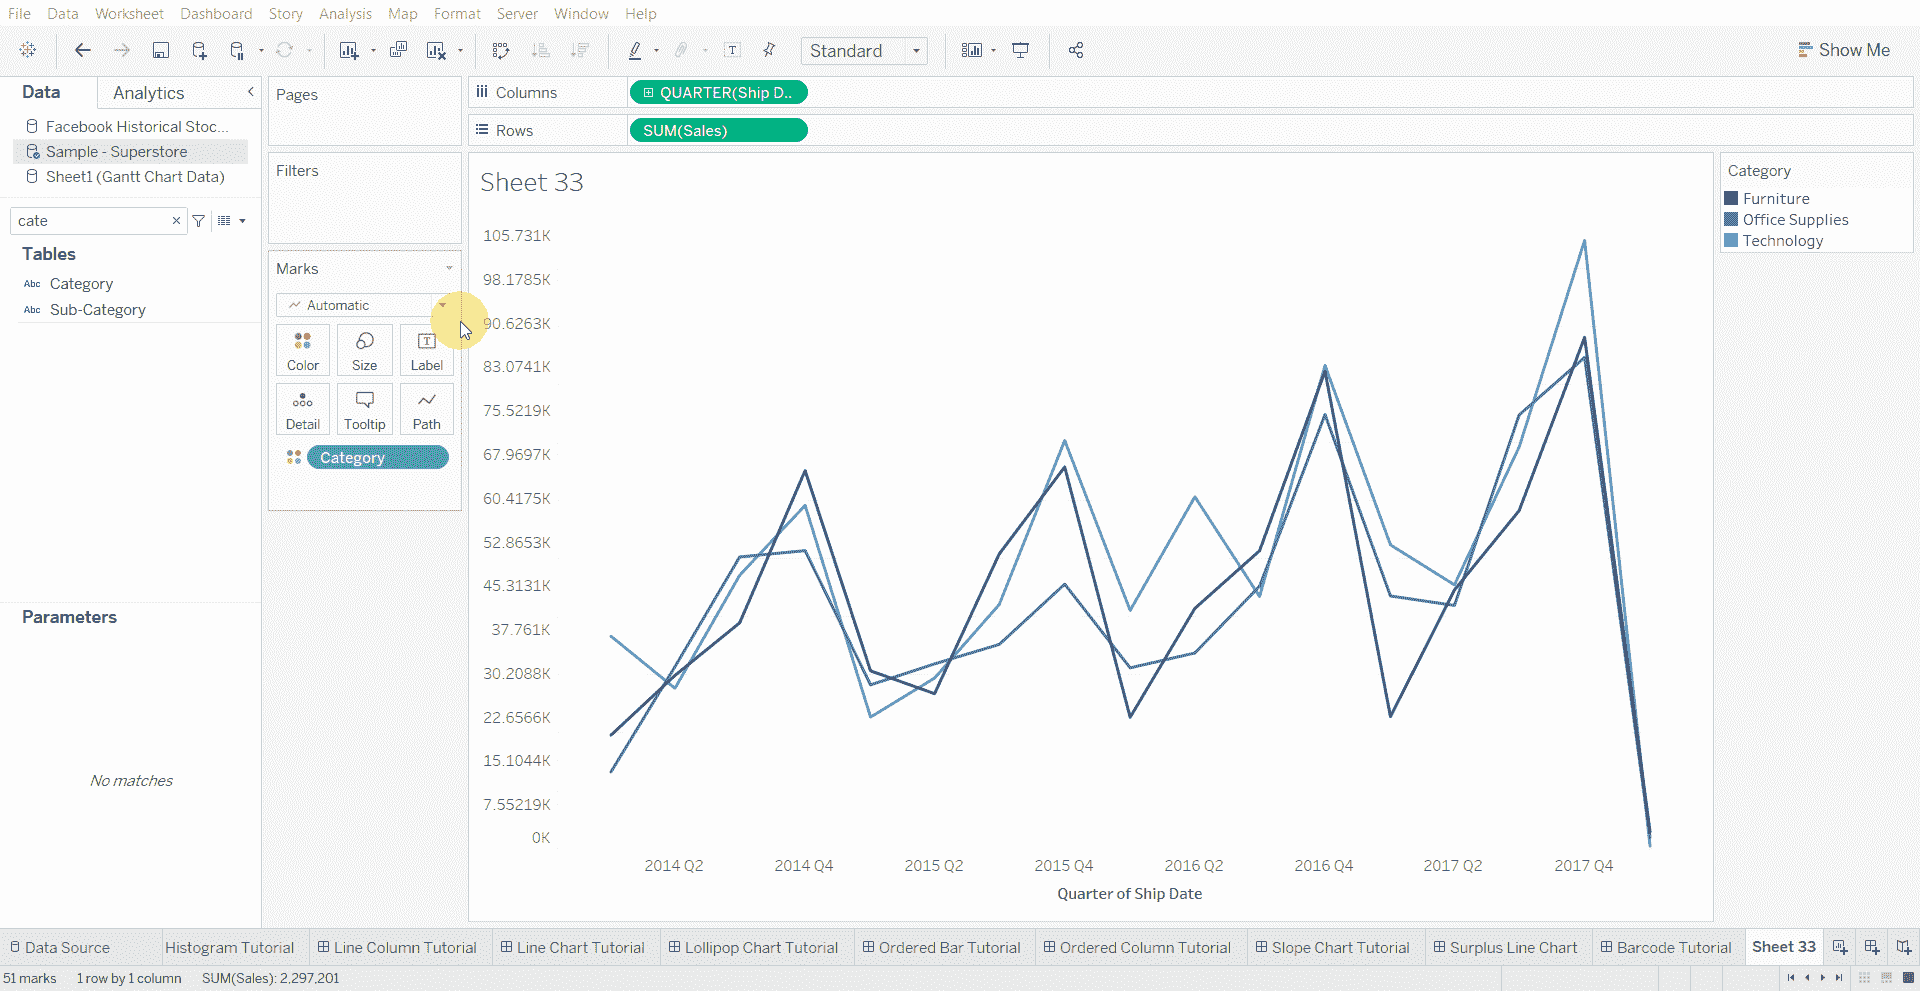 File Data Worksheet Dashboard Story Analysis Map Format Server Window Help
Standard
Show Me
Data Analytics
Facebook Historical Stoc...
Sample - Superstore
Sheet1 (Gantt Chart Data)
cate
Tables
Abc Category
Abc Sub-Category
Parameters
No matches
Pages
Filters
Marks
Automatic
Color Size Label
Detail Tooltip Path
Category
Columns QUARTER(Ship D..
Rows SUM(Sales)
Sheet 33
105.731K
98.1785K
90.6263K
83.0741K
75.5219K
67.9697K
60.4175K
52.8653K
45.3131K
37.761K
30.2088K
22.6566K
15.1044K
7.55219K
0K
2014 Q2 2014 Q4 2015 Q2 2015 Q4 2016 Q2 2016 Q4 2017 Q2 2017 Q4
Quarter of Ship Date
Category
Furniture
Office Supplies
Technology
Data Source Histogram Tutorial Line Column Tutorial Line Chart Tutorial Lollipop Chart Tutorial Ordered Bar Tutorial Ordered Column Tutorial Slope Chart Tutorial Surplus Line Chart Barcode Tutorial Sheet 33
51 marks 1 row by 1 column SUM(Sales): 2,297,201